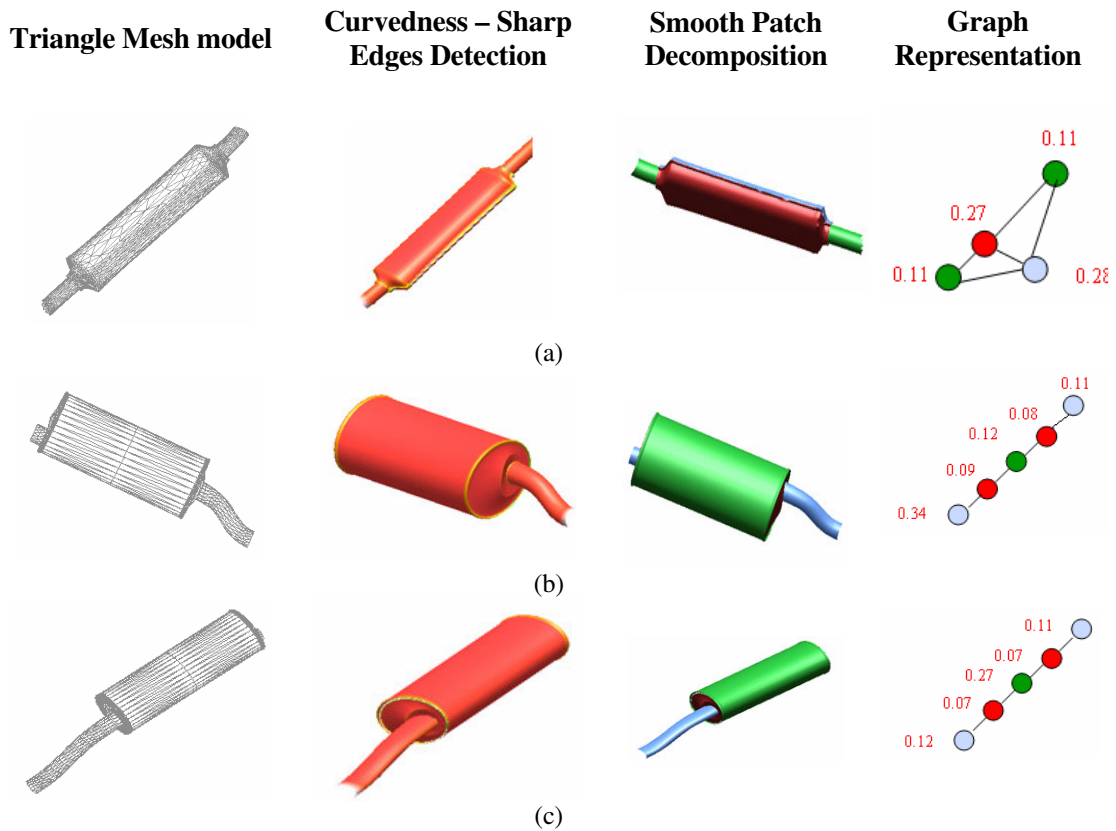 Triangle Mesh model
Curvedness – Sharp
Edges Detection
Smooth Patch
Decomposition
Graph
Representation
0.11
0.27
0.11
0.28
(a)
0.11
0.08
0.12
0.09
0.34
(b)
0.11
0.07
0.27
0.07
0.12
(c)